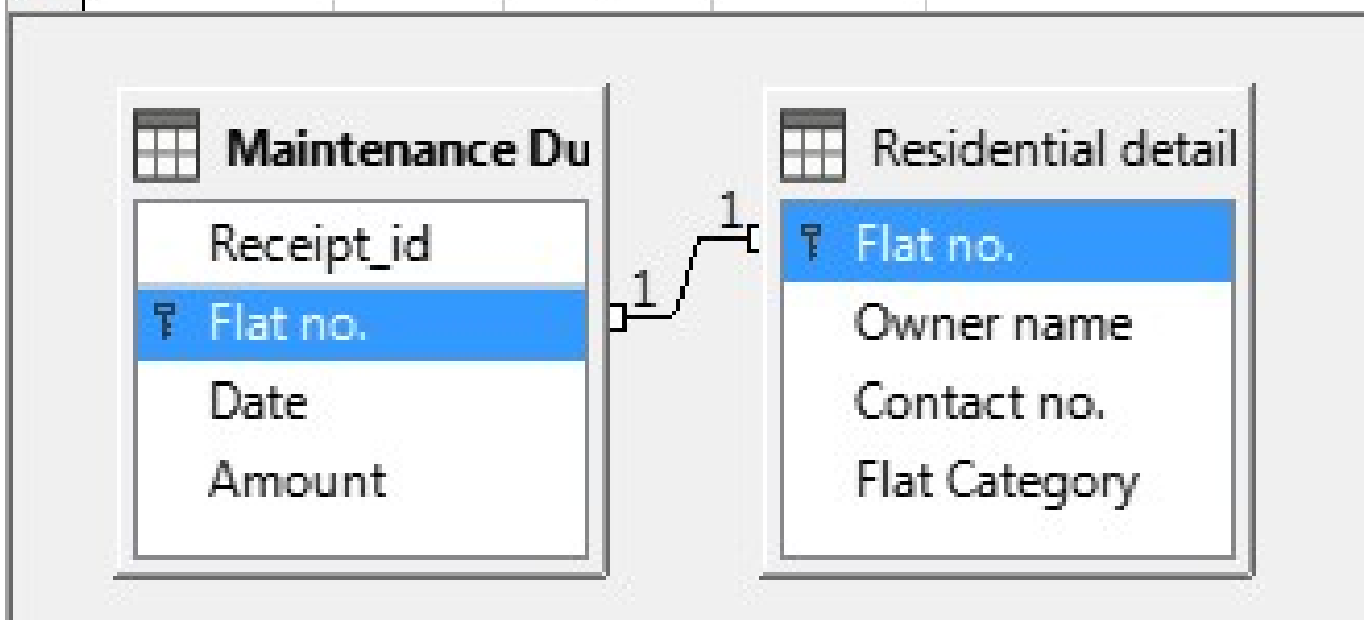 Maintenance Du
Receipt_id
Flat no.
Date
Amount
1
1
Residential detail
Flat no.
Owner name
Contact no.
Flat Category